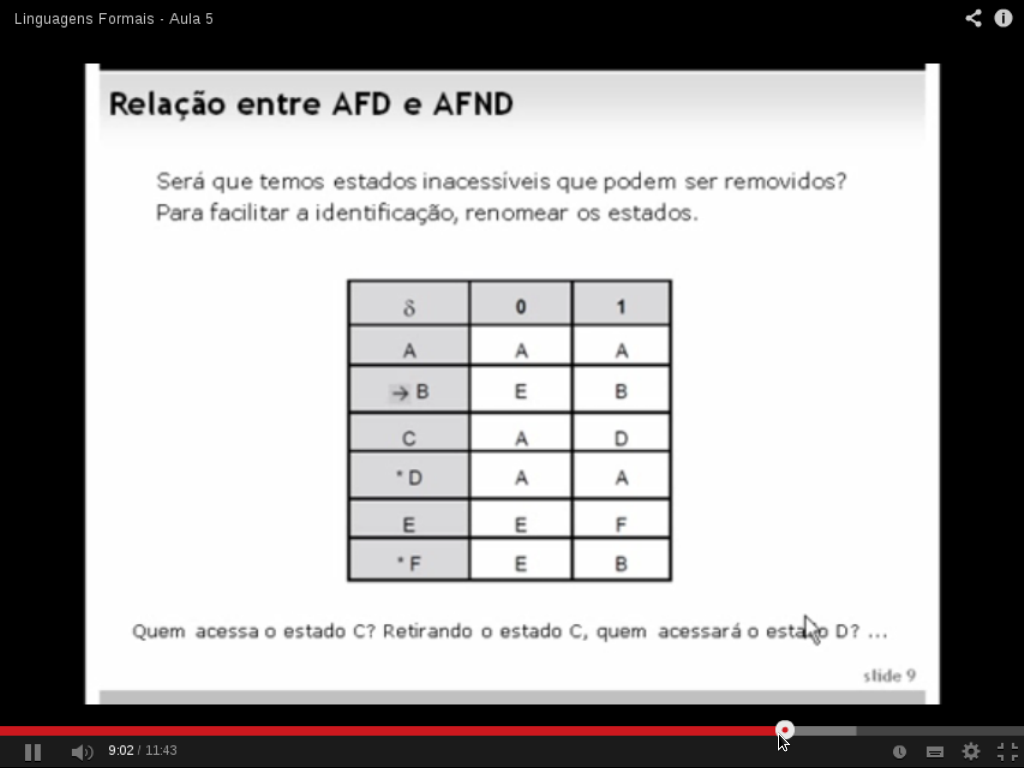 Linguagens Formais - Aula 5
Relação entre AFD e AFND
Será que temos estados inacessíveis que podem ser removidos?
Para facilitar a identificação, renomear os estados.
δ 0 1
A A A
→ B E B
C A D
* D A A
E E F
* F E B
Quem acessa o estado C? Retirando o estado C, quem acessará o estado D? ...
slide 9
9:02 / 11:43